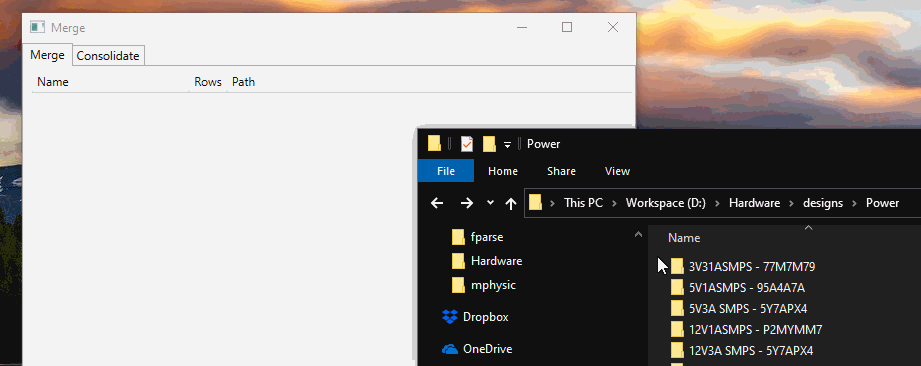 Merge
Merge Consolidate
Name Rows Path
Power
File Home Share View
This PC Workspace (D:) Hardware designs Power
fparse
Hardware
mphysic
Dropbox
OneDrive
Name
3V31ASMPS - 77M7M79
5V1ASMPS - 95A4A7A
5V3A SMPS - 5Y7APX4
12V1ASMPS - P2MYMM7
12V3A SMPS - 5Y7APX4